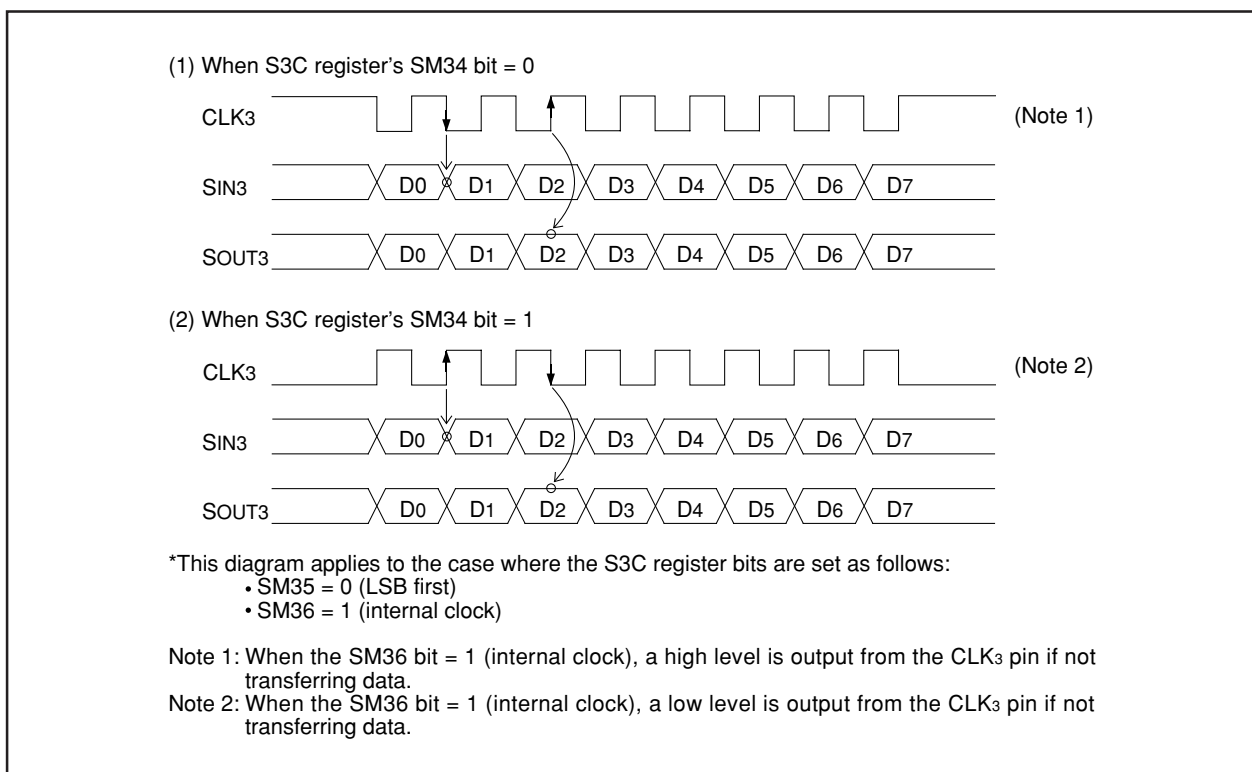 (1) When S3C register's SM34 bit = 0
CLK3
(Note 1)
SIN3
D0 D1 D2 D3 D4 D5 D6 D7
SOUT3
D0 D1 D2 D3 D4 D5 D6 D7
(2) When S3C register's SM34 bit = 1
CLK3
(Note 2)
SIN3
D0 D1 D2 D3 D4 D5 D6 D7
SOUT3
D0 D1 D2 D3 D4 D5 D6 D7
*This diagram applies to the case where the S3C register bits are set as follows:
• SM35 = 0 (LSB first)
• SM36 = 1 (internal clock)
Note 1: When the SM36 bit = 1 (internal clock), a high level is output from the CLK3 pin if not
transferring data.
Note 2: When the SM36 bit = 1 (internal clock), a low level is output from the CLK3 pin if not
transferring data.